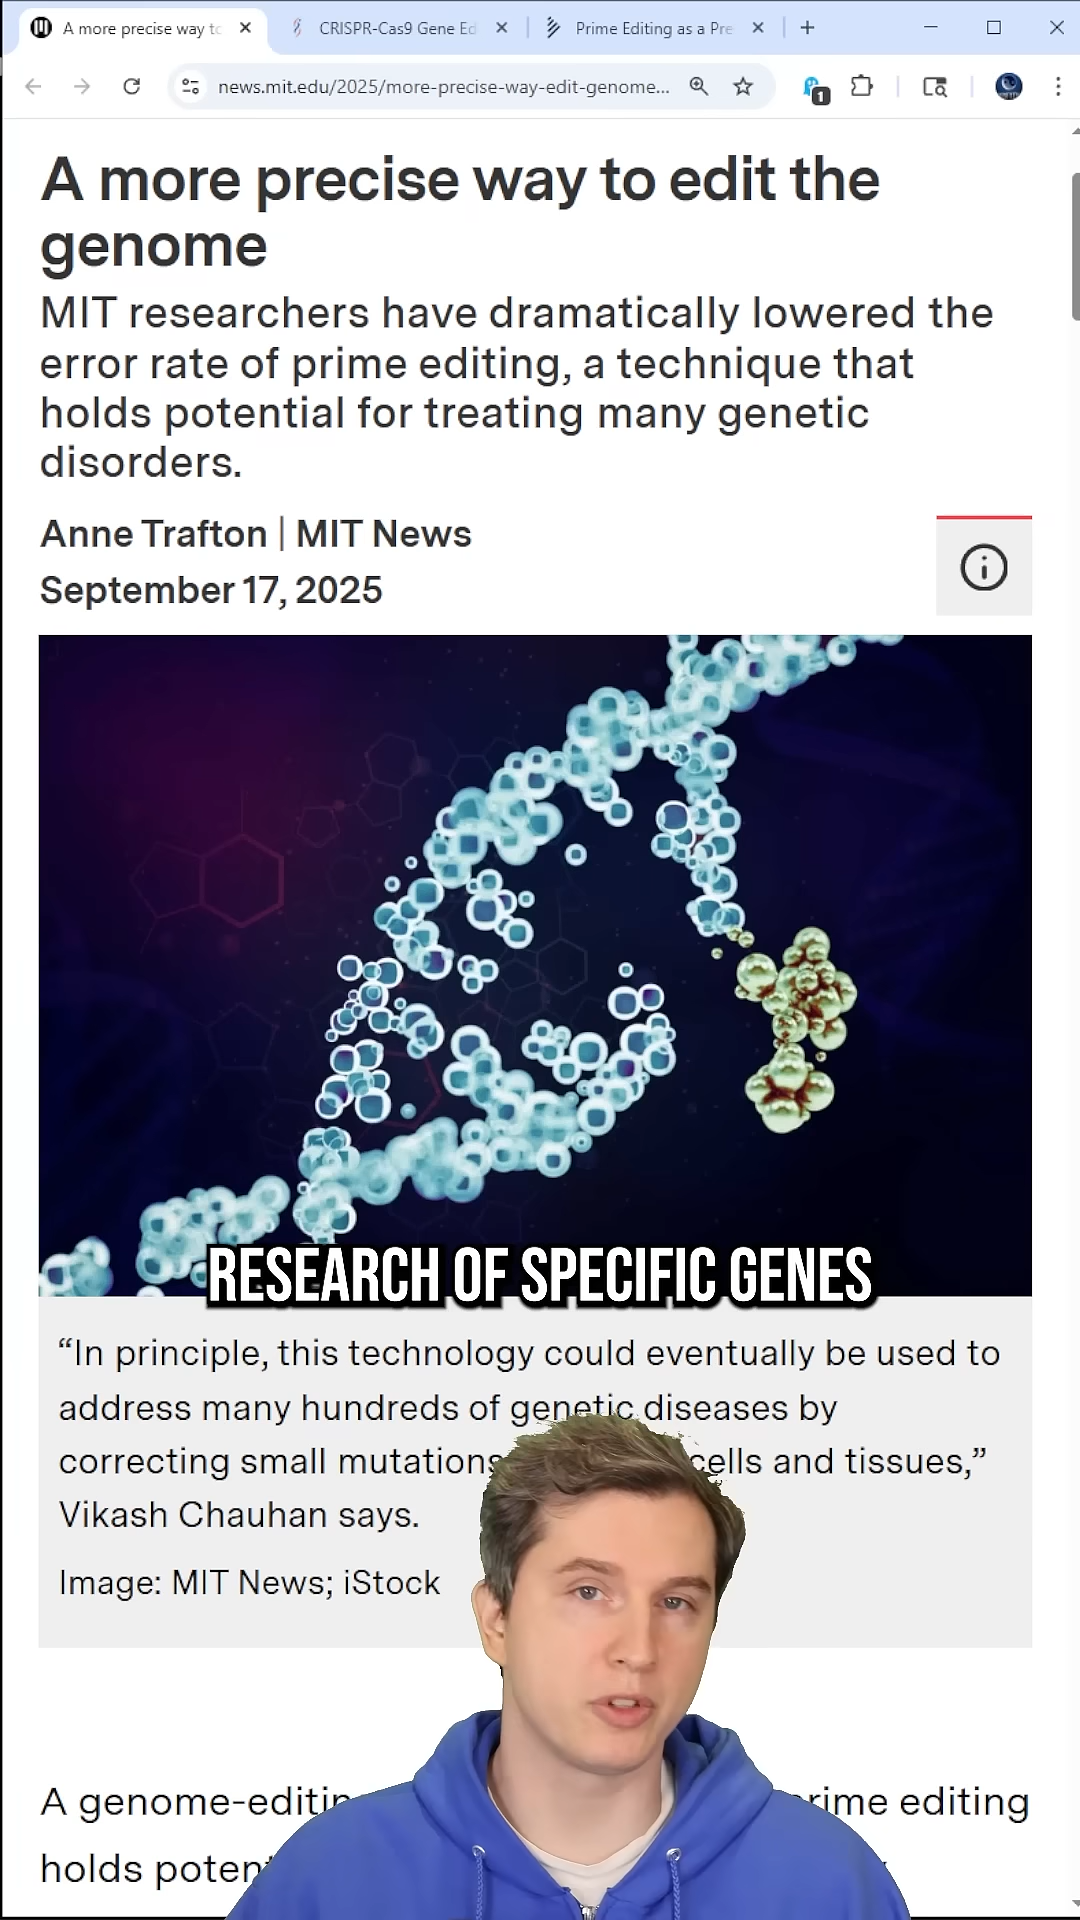 A more precise way to
CRISPR-Cas9 Gene Ed
Prime Editing as a Pre
news.mit.edu/2025/more-precise-way-edit-genome...
1
A more precise way to edit the
genome
MIT researchers have dramatically lowered the
error rate of prime editing, a technique that
holds potential for treating many genetic
disorders.
Anne Trafton | MIT News
September 17, 2025
RESEARCH OF SPECIFIC GENES
“In principle, this technology could eventually be used to
address many hundreds of genetic diseases by
correcting small mutations cells and tissues,”
Vikash Chauhan says.
Image: MIT News; iStock
A genome-editin rime editing
holds poten